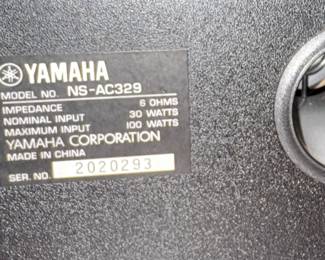 YAMAHA
MODEL NO. NS-AC329
IMPEDANCE 6 OHMS
NOMINAL INPUT 30 WATTS
MAXIMUM INPUT 100 WATTS
YAMAHA CORPORATION
MADE IN CHINA
SER. NO. 2020293